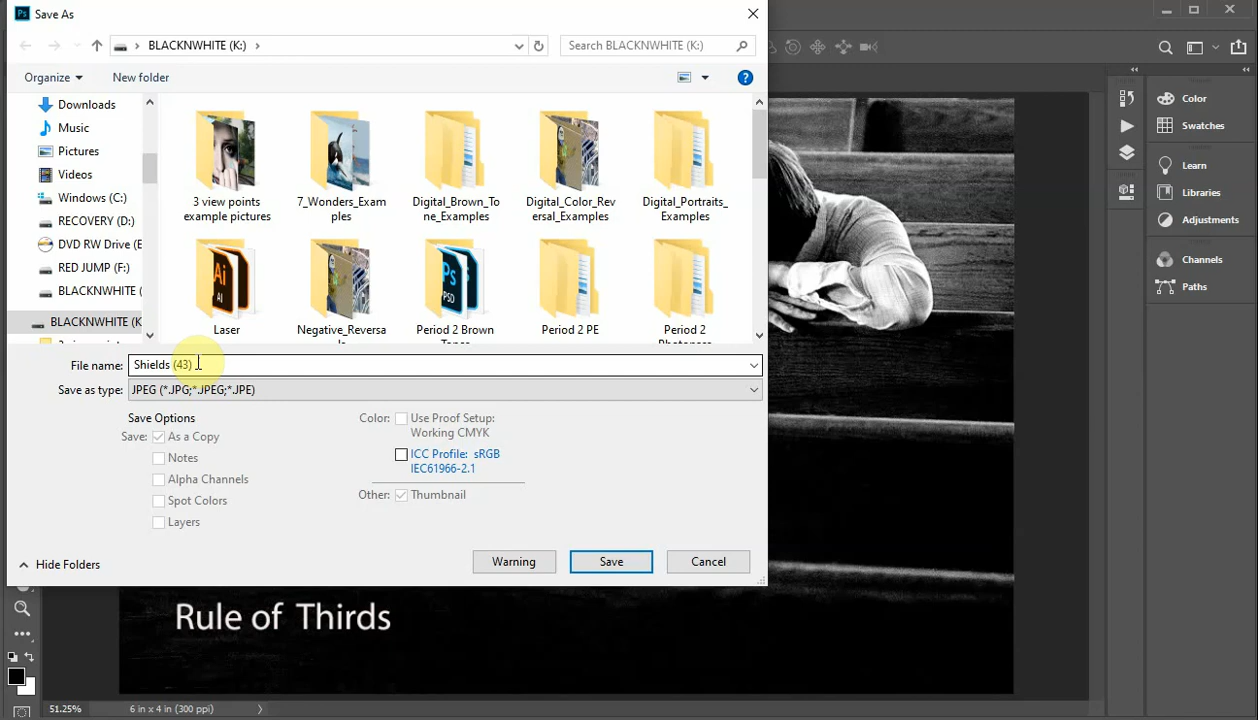 Ps Save As
BLACKNWHITE (K:)
Search BLACKNWHITE (K:)
Organize
New folder
Downloads
Music
Pictures
Videos
Windows (C:)
RECOVERY (D:)
DVD RW Drive (E
RED JUMP (F:)
BLACKNWHITE (
BLACKNWHITE (K
3 view points
example pictures
7_Wonders_Exam
ples
Digital_Brown_To
ne_Examples
Digital_Color_Rev
ersal_Examples
Digital_Portraits_
Examples
Ai
AI
Laser
Negative_Reversa
Ps
PSD
Period 2 Brown
Period 2 PE
Period 2
File name: Shields (43)
Save as type: JPEG (*.JPG;*.JPEG;*.JPE)
Save Options
Save: As a Copy
Notes
Alpha Channels
Spot Colors
Layers
Color: Use Proof Setup:
Working CMYK
ICC Profile: sRGB
IEC61966-2.1
Other: Thumbnail
Hide Folders
Warning
Save
Cancel
Color
Swatches
Learn
Libraries
Adjustments
Channels
Paths
Rule of Thirds
51.25%
6 in x 4 in (300 ppi)